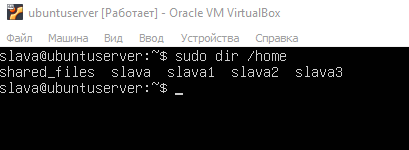 ubuntuserver [Работает] - Oracle VM VirtualBox
Файл Машина Вид Ввод Устройства Справка
slava@ubuntuserver:~$ sudo dir /home
shared_files slava slava1 slava2 slava3
slava@ubuntuserver:~$ _